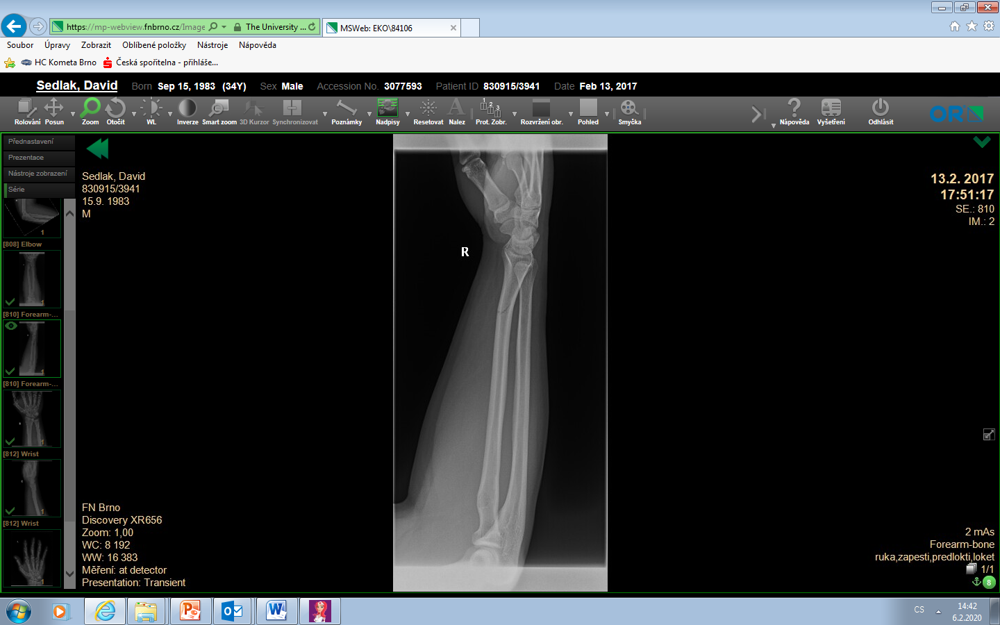 https://mp-webview.fnbrno.cz/Image
The University ...
MSWeb: EKO\84106
Soubor Úpravy Zobrazit Oblíbené položky Nástroje Nápověda
HC Kometa Brno Česká spořitelna - přihláše...
Sedlak, David Born Sep 15, 1983 (34Y) Sex Male Accession No. 3077593 Patient ID 830915/3941 Date Feb 13, 2017
Rolování Posun Zoom Otočit WL Inverze Smart zoom 3D Kurzor Synchronizovat Poznámky Nadpisy Resetovat Nalez Prot. Zobr. Rozvržení obr. Pohled Smyčka Nápověda Vyšetření Odhlásit
Přednastavení
Prezentace
Nástroje zobrazení
Série
1
[808] Elbow
1
[810] Forearm-...
1
[810] Forearm-...
1
[812] Wrist
1
[812] Wrist
1
Sedlak, David
830915/3941
15.9. 1983
M
R
13.2. 2017
17:51:17
SE.: 810
IM.: 2
FN Brno
Discovery XR656
Zoom: 1,00
WC: 8 192
WW: 16 383
Měření: at detector
Presentation: Transient
2 mAs
Forearm-bone
ruka,zapesti,predlokti,loket
1/1
8
CS
14:42
6.2.2020